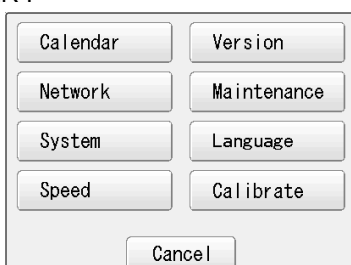 Calendar Version
Network Maintenance
System Language
Speed Calibrate
Cancel